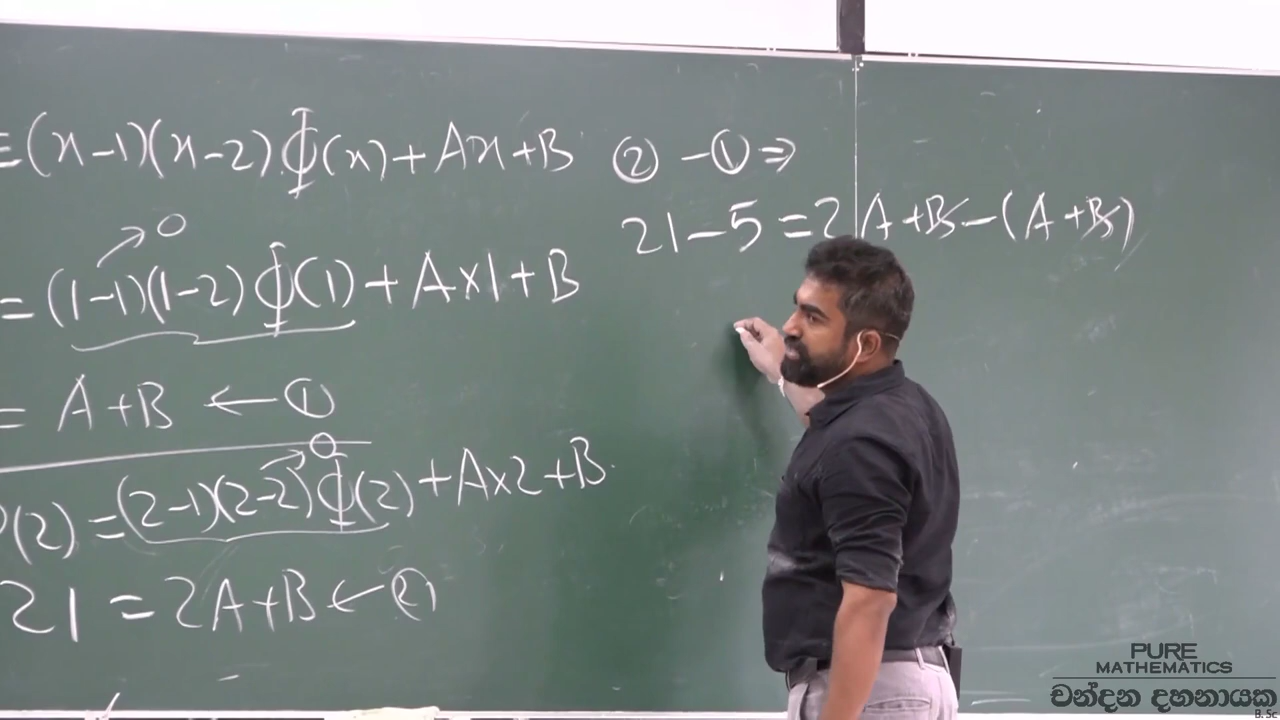 =(x-1)(x-2)Φ(x)+Ax+B
0
=(1-1)(1-2)Φ(1)+A×1+B
=A+B ← ①
0
(2)=(2-1)(2-2)Φ(2)+A×2+B
21=2A+B ← ②
②-①⇒
21-5=2A+B-(A+B)
PURE
MATHEMATICS
චන්දන දහනායක
B.Sc